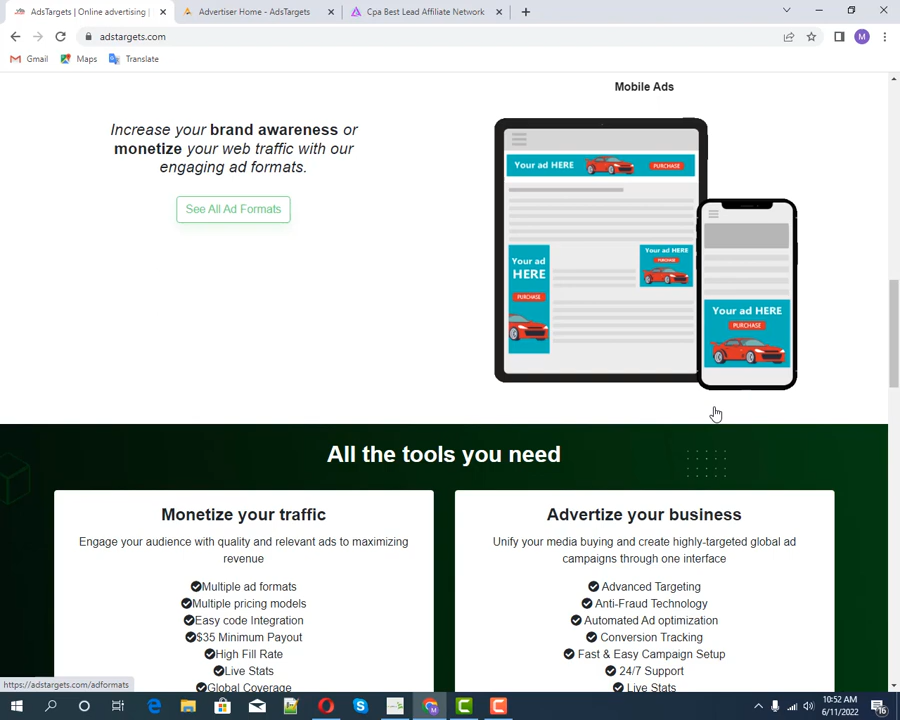 AdsTargets | Online advertising |
Advertiser Home - AdsTargets
Cpa Best Lead Affiliate Network
adstargets.com
M
Gmail
Maps
Translate
Mobile Ads
Increase your brand awareness or
monetize your web traffic with our
engaging ad formats.
See All Ad Formats
Your ad HERE
PURCHASE
Your ad
HERE
PURCHASE
Your ad HERE
PURCHASE
Your ad HERE
PURCHASE
All the tools you need
Monetize your traffic
Engage your audience with quality and relevant ads to maximizing
revenue
Multiple ad formats
Multiple pricing models
Easy code Integration
$35 Minimum Payout
High Fill Rate
Live Stats
Global Coverage
Advertize your business
Unify your media buying and create highly-targeted global ad
campaigns through one interface
Advanced Targeting
Anti-Fraud Technology
Automated Ad optimization
Conversion Tracking
Fast & Easy Campaign Setup
24/7 Support
Live Stats
https://adstargets.com/adformats
10:52 AM
6/11/2022
16